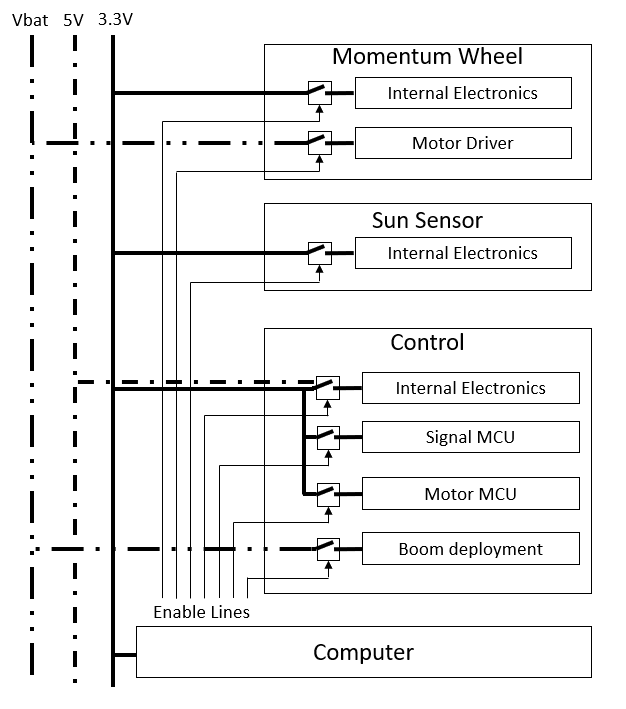 Vbat 5V 3.3V
Momentum Wheel
Internal Electronics
Motor Driver
Sun Sensor
Internal Electronics
Control
Internal Electronics
Signal MCU
Motor MCU
Boom deployment
Enable Lines
Computer